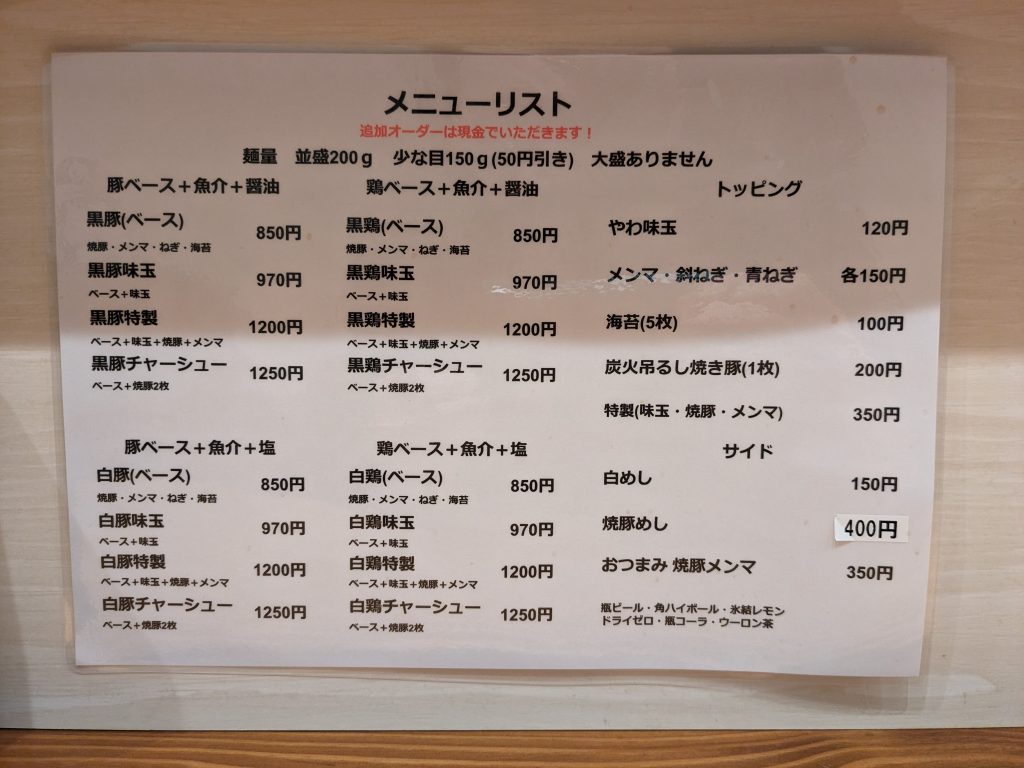 メニューリスト
追加オーダーは現金でいただきます!
麺量 並盛200g 少な目150g(50円引き) 大盛ありません
豚ベース+魚介+醤油
黒豚(ベース) 850円
焼豚・メンマ・ねぎ・海苔
黒豚味玉 970円
ベース+味玉
黒豚特製 1200円
ベース+味玉+焼豚+メンマ
黒豚チャーシュー 1250円
ベース+焼豚2枚
鶏ベース+魚介+醤油
黒鶏(ベース) 850円
焼豚・メンマ・ねぎ・海苔
黒鶏味玉 970円
ベース+味玉
黒鶏特製 1200円
ベース+味玉+焼豚+メンマ
黒鶏チャーシュー 1250円
ベース+焼豚2枚
豚ベース+魚介+塩
白豚(ベース) 850円
焼豚・メンマ・ねぎ・海苔
白豚味玉 970円
ベース+味玉
白豚特製 1200円
ベース+味玉+焼豚+メンマ
白豚チャーシュー 1250円
ベース+焼豚2枚
鶏ベース+魚介+塩
白鶏(ベース) 850円
焼豚・メンマ・ねぎ・海苔
白鶏味玉 970円
ベース+味玉
白鶏特製 1200円
ベース+味玉+焼豚+メンマ
白鶏チャーシュー 1250円
ベース+焼豚2枚
トッピング
やわ味玉 120円
メンマ・斜ねぎ・青ねぎ 各150円
海苔(5枚) 100円
炭火吊るし焼き豚(1枚) 200円
特製(味玉・焼豚・メンマ) 350円
サイド
白めし 150円
焼豚めし 400円
おつまみ 焼豚メンマ 350円
瓶ビール・角ハイボール・氷結レモン
ドライゼロ・瓶コーラ・ウーロン茶